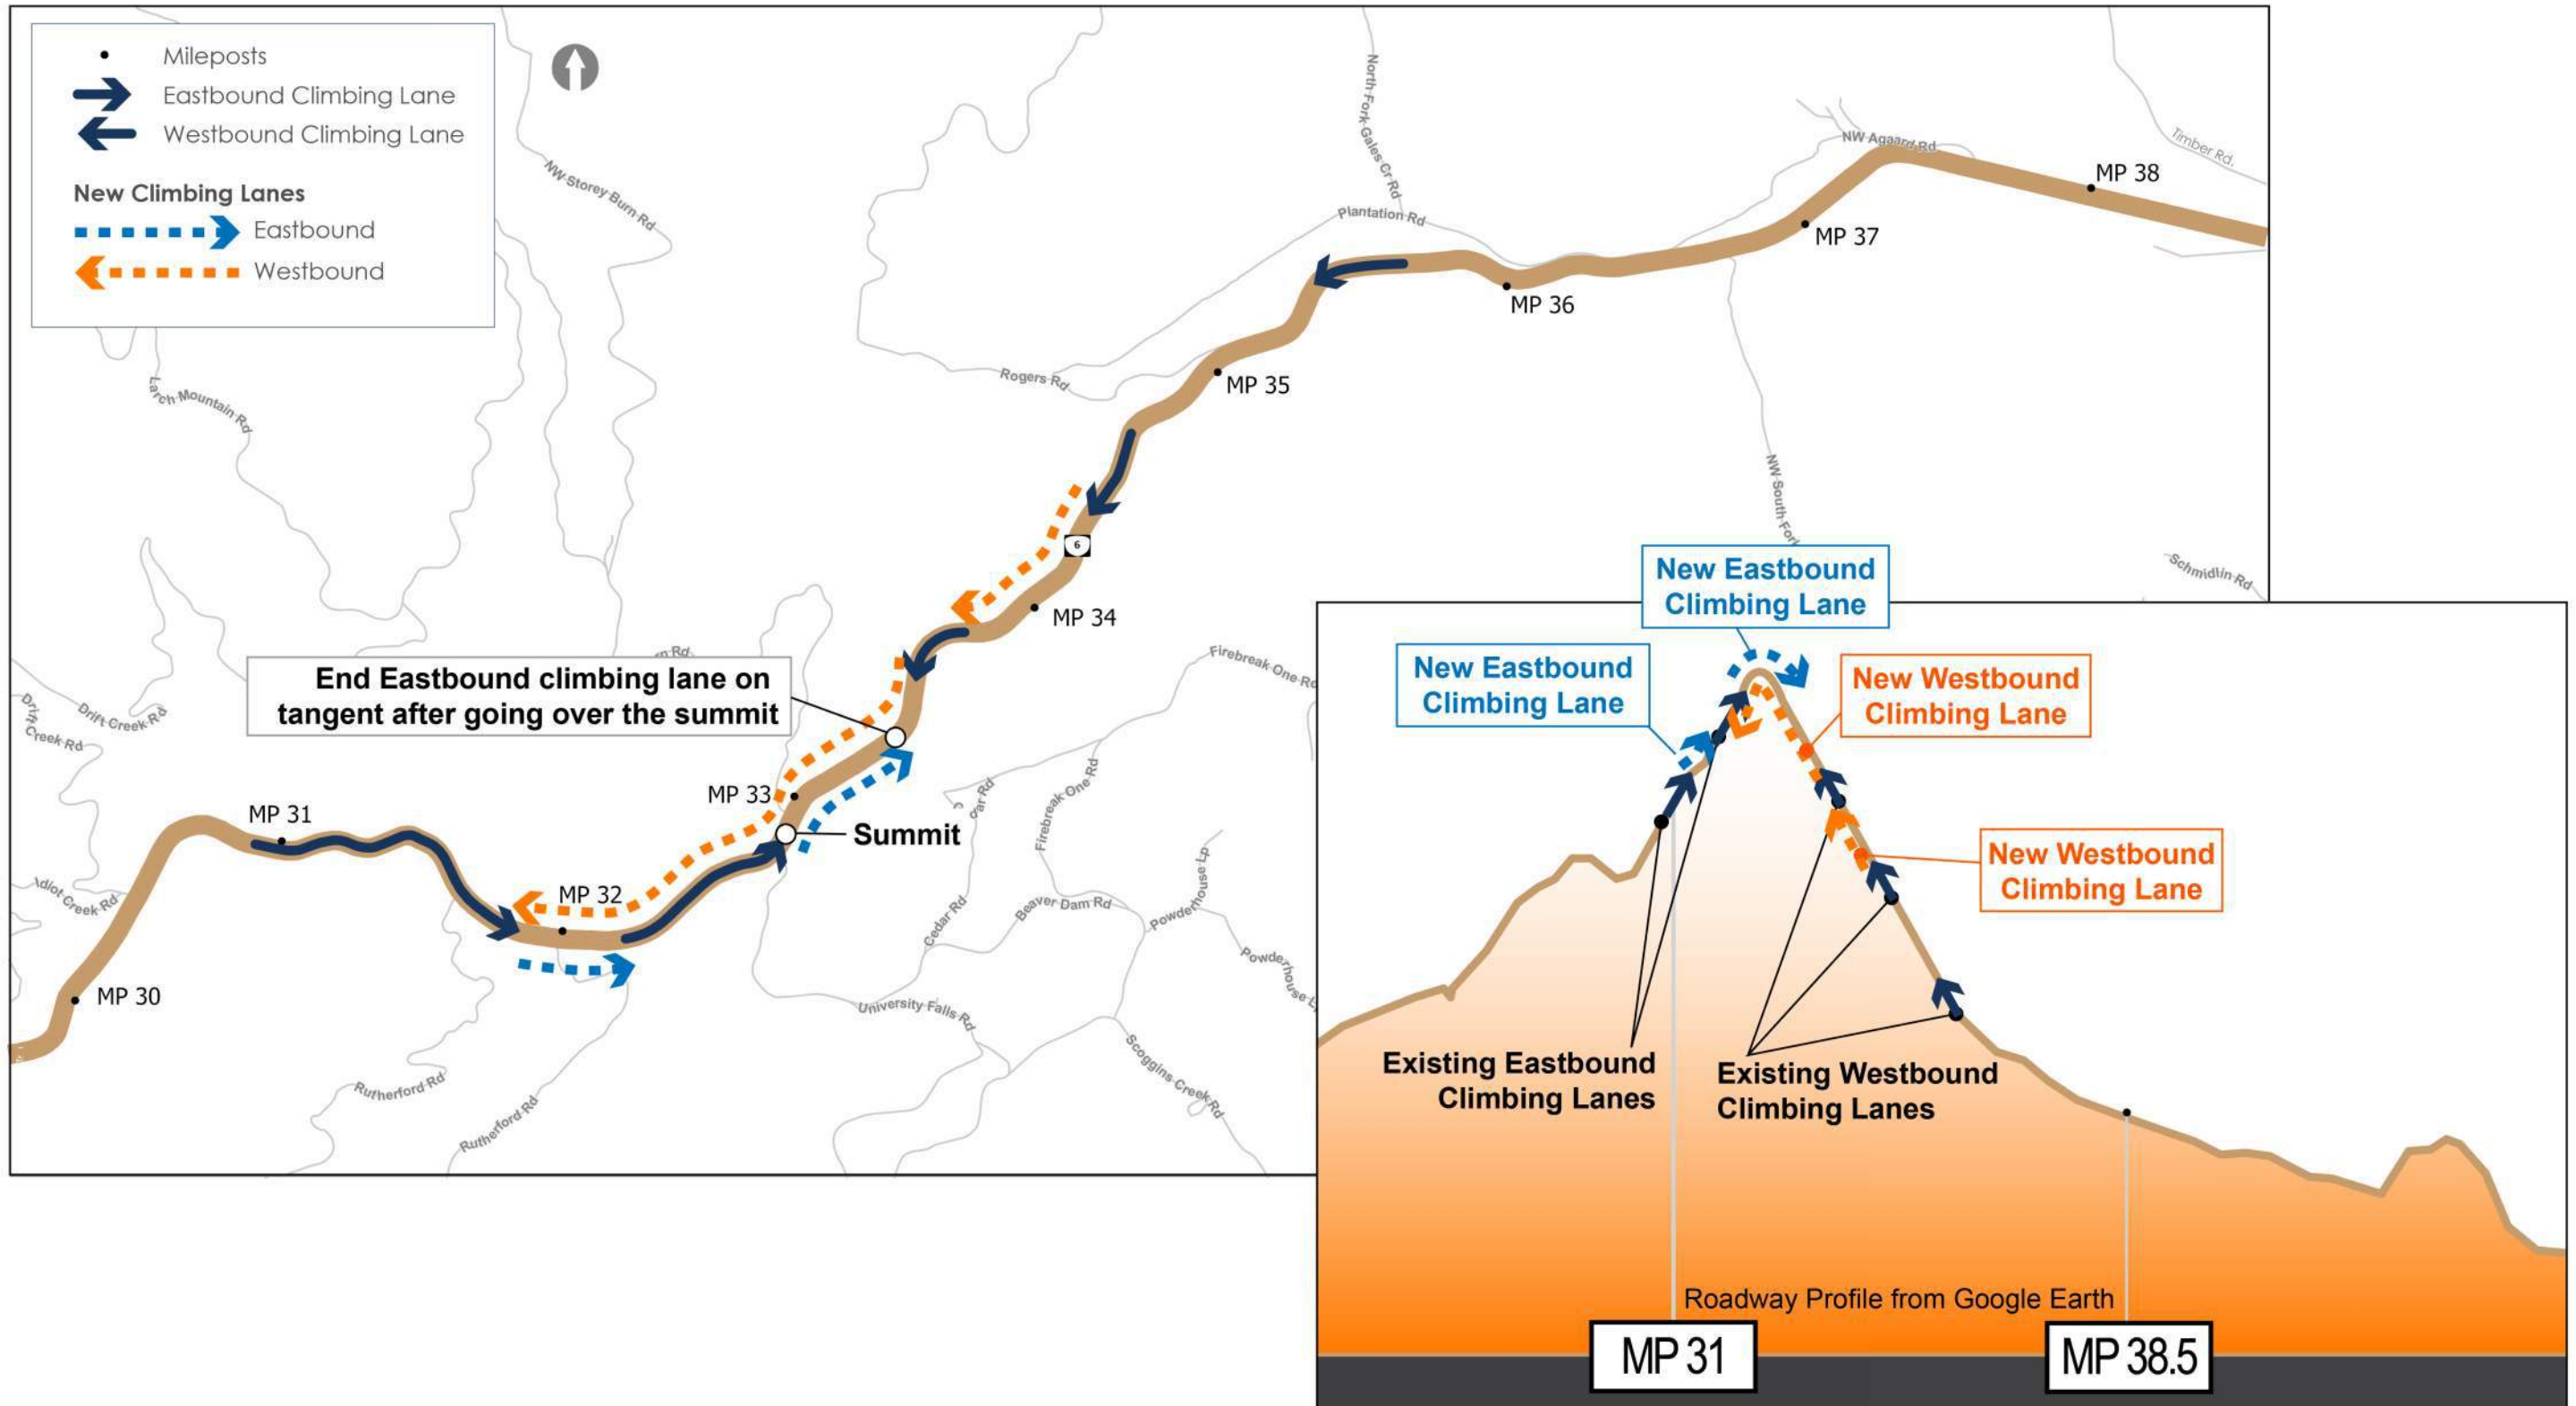 Mileposts
Eastbound Climbing Lane
Westbound Climbing Lane
New Climbing Lanes
Eastbound
Westbound
NW Storey Burn Rd
North Fork Gales Cr Rd
NW Agaard Rd
Timber Rd.
MP 38
Plantation Rd
MP 37
MP 36
Larch Mountain Rd
Rogers Rd
MP 35
NW South Fork
6
Schmidlin Rd
MP 34
Firebreak One Rd
Drift Creek Rd
Drift Creek Rd
End Eastbound climbing lane on
tangent after going over the summit
MP 33
Summit
Firebreak One Rd
MP 31
MP 32
Idiot Creek Rd
Cedar Rd
Beaver Dam Rd
Powderhouse Lp
Powderhouse L
MP 30
University Falls Rd
Scoggins Creek Rd
Rutherford Rd
Rutherford Rd
New Eastbound
Climbing Lane
New Eastbound
Climbing Lane
New Westbound
Climbing Lane
New Westbound
Climbing Lane
Existing Eastbound
Climbing Lanes
Existing Westbound
Climbing Lanes
Roadway Profile from Google Earth
MP 31
MP 38.5